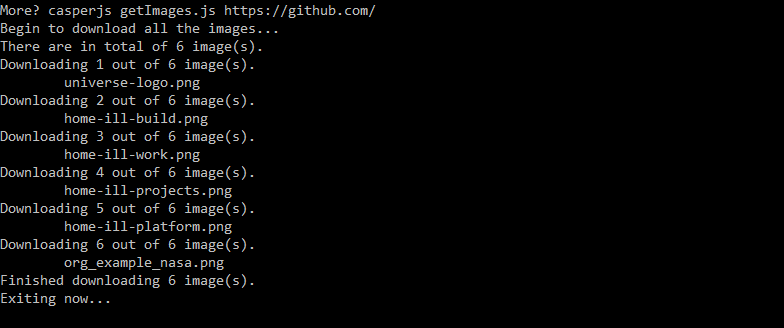 More? casperjs getImages.js https://github.com/
Begin to download all the images...
There are in total of 6 image(s).
Downloading 1 out of 6 image(s).
universe-logo.png
Downloading 2 out of 6 image(s).
home-ill-build.png
Downloading 3 out of 6 image(s).
home-ill-work.png
Downloading 4 out of 6 image(s).
home-ill-projects.png
Downloading 5 out of 6 image(s).
home-ill-platform.png
Downloading 6 out of 6 image(s).
org_example_nasa.png
Finished downloading 6 image(s).
Exiting now...